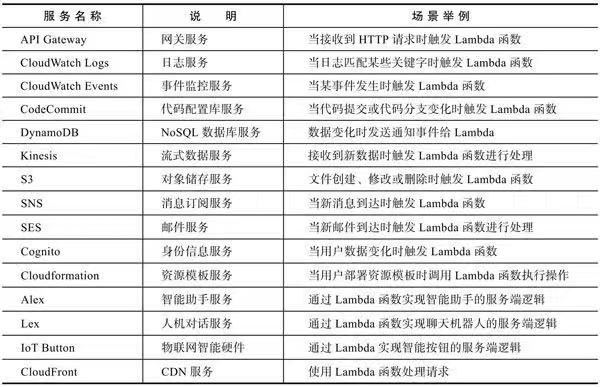 服务名称 说明 场景举例
API Gateway 网关服务 当接收到 HTTP 请求时触发 Lambda 函数
CloudWatch Logs 日志服务 当日志匹配某些关键字时触发 Lambda 函数
CloudWatch Events 事件监控服务 当某事件发生时触发 Lambda 函数
CodeCommit 代码配置库服务 当代码提交或代码分支变化时触发 Lambda 函数
DynamoDB NoSQL 数据库服务 数据变化时发送通知事件给 Lambda
Kinesis 流式数据服务 接收到新数据时触发 Lambda 函数进行处理
S3 对象储存服务 文件创建、修改或删除时触发 Lambda 函数
SNS 消息订阅服务 当新消息到达时触发 Lambda 函数
SES 邮件服务 当新邮件到达时触发 Lambda 函数进行处理
Cognito 身份信息服务 当用户数据变化时触发 Lambda 函数
Cloudformation 资源模板服务 当用户部署资源模板时调用 Lambda 函数执行操作
Alex 智能助手服务 通过 Lambda 函数实现智能助手的服务端逻辑
Lex 人机对话服务 通过 Lambda 函数实现聊天机器人的服务端逻辑
IoT Button 物联网智能硬件 通过 Lambda 实现智能按钮的服务端逻辑
CloudFront CDN 服务 使用 Lambda 函数处理请求